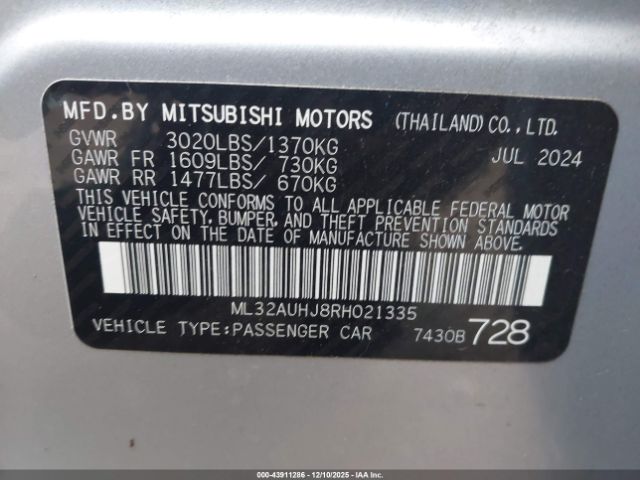 MFD. BY MITSUBISHI MOTORS (THAILAND) CO., LTD.
GVWR 3020LBS/1370KG JUL 2024
GAWR FR 1609LBS/ 730KG
GAWR RR 1477LBS/ 670KG
THIS VEHICLE CONFORMS TO ALL APPLICABLE FEDERAL MOTOR
VEHICLE SAFETY, BUMPER, AND THEFT PREVENTION STANDARDS
IN EFFECT ON THE DATE OF MANUFACTURE SHOWN ABOVE.
ML32AUHJ8RH021335
VEHICLE TYPE:PASSENGER CAR 7430B 728
000-43911286 - 12/10/2025 - IAA Inc.